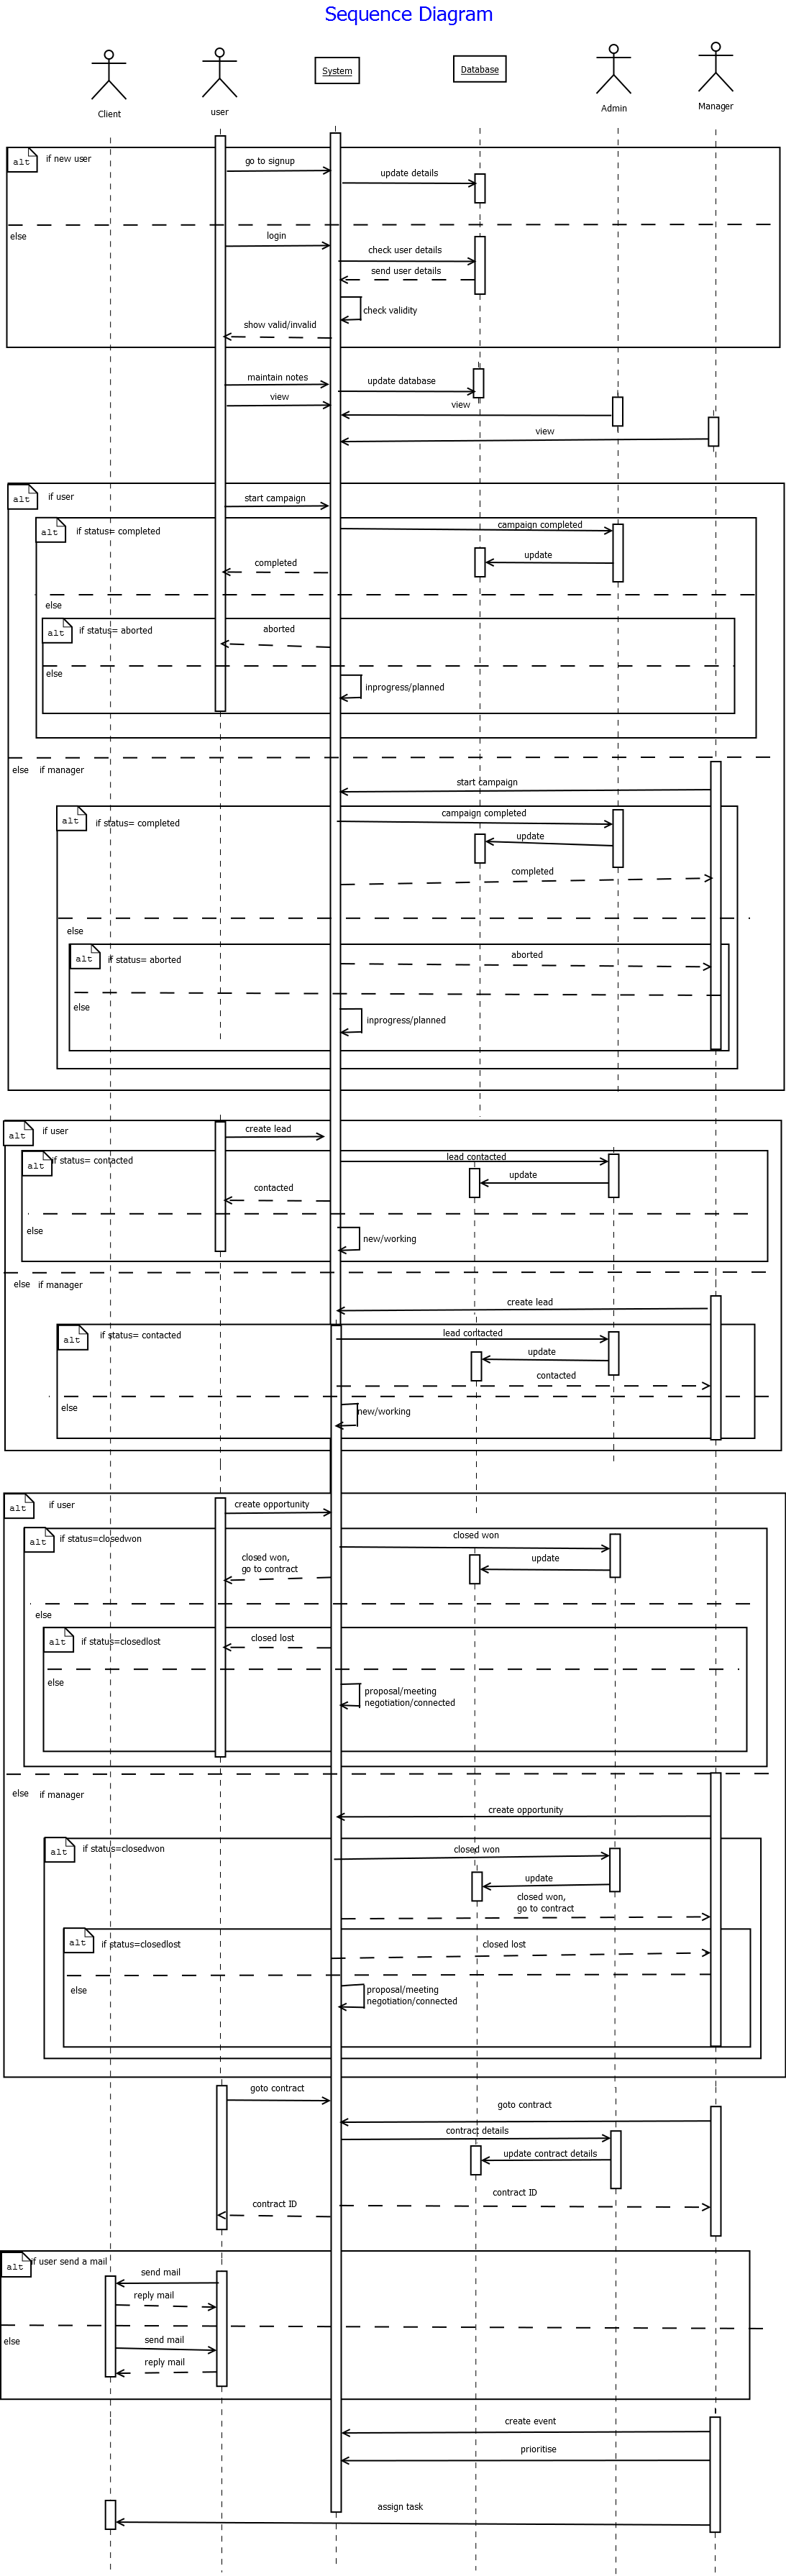 Sequence Diagram
Client
user
System
Database
Admin
Manager
alt
if new user
go to signup
update details
else
login
check user details
send user details
check validity
show valid/invalid
maintain notes
update database
view
view
view
alt
if user
start campaign
alt
if status= completed
campaign completed
update
completed
else
alt
if status= aborted
aborted
else
inprogress/planned
else if manager
start campaign
alt
if status= completed
campaign completed
update
completed
else
alt
if status= aborted
aborted
else
inprogress/planned
alt
if user
create lead
alt
if status= contacted
lead contacted
update
contacted
else
new/working
else if manager
create lead
alt
if status= contacted
lead contacted
update
contacted
else
new/working
alt
if user
create opportunity
alt
if status=closedwon
closed won
update
closed won,
go to contract
else
alt
if status=closedlost
closed lost
else
proposal/meeting
negotiation/connected
else if manager
create opportunity
alt
if status=closedwon
closed won
update
closed won,
go to contract
alt
if status=closedlost
closed lost
else
proposal/meeting
negotiation/connected
goto contract
goto contract
contract details
update contract details
contract ID
contract ID
alt
if user send a mail
send mail
reply mail
else
send mail
reply mail
create event
prioritise
assign task